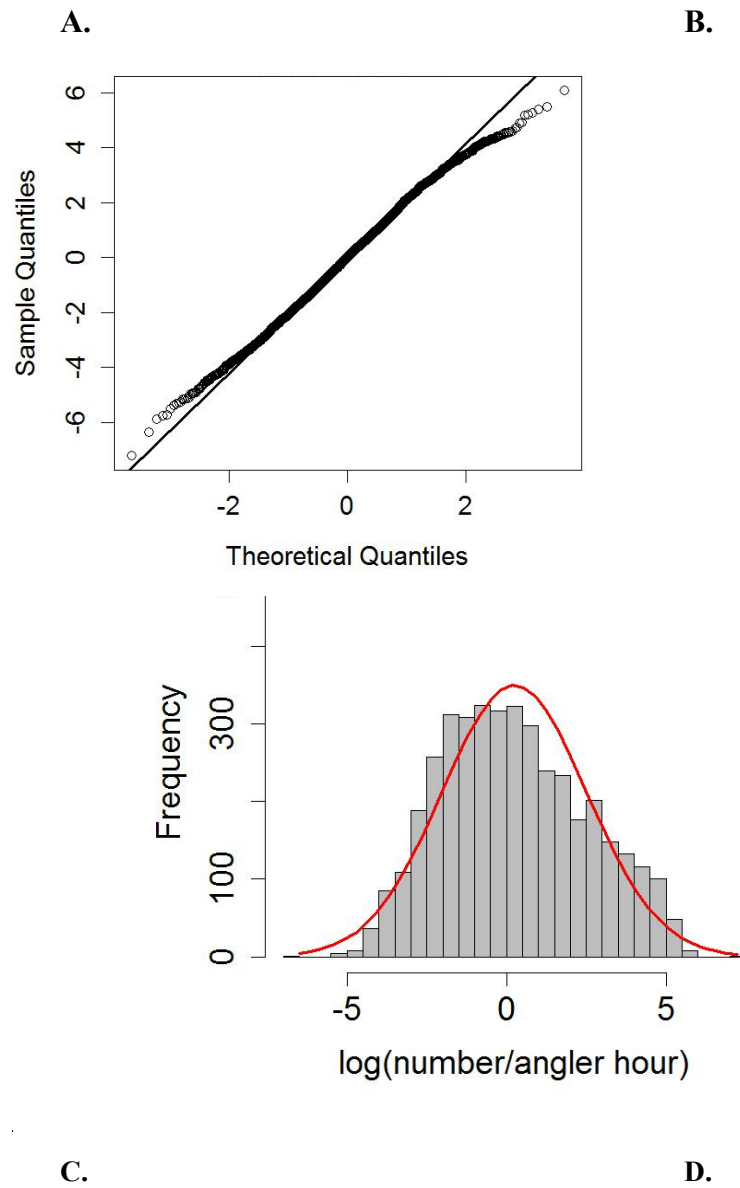 A. B.
6
4
2
0
-2
-4
-6
Sample Quantiles
-2 0 2
Theoretical Quantiles
300
100
0
Frequency
-5 0 5
log(number/angler hour)
C. D.